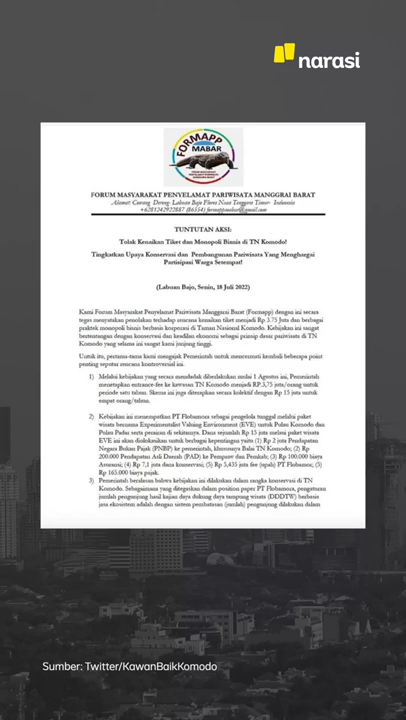 narasi
FORMAPP
MABAR
FORUM MASYARAKAT PENYELAMAT PARIWISATA MANGGARAI BARAT
Alamat: Gorong-Gorong- Labuan Bajo Flores Nusa Tenggara Timur- Indonesia
TUNTUTAN AKSI:
Tolak Kenaikan Tiket dan Monopoli Bisnis di TN Komodo!
Tingkatkan Upaya Konservasi dan Pembangunan Pariwisata Yang Menghargai
Partisipasi Warga Setempat!
(Labuan Bajo, Senin, 18 Juli 2022)
Kami Forum Masyarakat Penyelamat Pariwisata Manggarai Barat (Formapp) dengan ini secara
tegas menyatakan penolakan terhadap rencana kenaikan tiket menjadi Rp 3.75 Juta dan berbagai
praktek monopoli bisnis berbasis korporasi di Taman Nasional Komodo. Kebijakan ini sangat
bertentangan dengan konservasi dan keadilan ekonomi sebagai prinsip dasar pariwisata di TN
Komodo yang selama ini sangat kami junjung tinggi.
Untuk itu, pertama-tama kami mengajak Pemerintah untuk mencermati kembali beberapa point
penting seputar rencana kontroversial ini.
1) Melalui kebijakan yang secara mendadak diberlakukan mulai 1 Agustus ini, Pemerintah
menetapkan entrance-fee ke kawasan TN Komodo menjadi RP.3,75 juta/orang untuk
periode satu tahun. Skema ini juga diterapkan secara kolektif dengan Rp 15 juta untuk
empat orang/tahun.
2) Kebijakan ini menempatkan PT Flobamora sebagai pengelola tunggal melalui paket
wisata bernama Experimentalist Valuing Environment (EVE) untuk Pulau Komodo dan
Pulau Padar serta perairan di sekitarnya. Dana sejumlah Rp 15 juta melalui paket wisata
EVE ini akan dialokasikan untuk berbagai kepentingan yaitu (1) Rp 2 juta Pendapatan
Negara Bukan Pajak (PNBP) ke pemerintah, khususnya Balai TN Komodo; (2) Rp
200.000 Pendapatan Asli Daerah (PAD) ke Pemprov dan Pemkab; (3) Rp 100.000 biaya
Asuransi; (4) Rp 7,1 juta dana konservasi; (5) Rp 5,435 juta fee (upah) PT Flobamor; (5)
Rp 165.000 biaya pajak.
3) Pemerintah beralasan bahwa kebijakan ini dilakukan dalam rangka konservasi di TN
Komodo. Sebagaimana yang ditegaskan dalam position paper PT Flobamora, pengaturan
jumlah pengunjung hasil kajian daya dukung daya tampung wisata (DDDTW) berbasis
jasa ekosistem adalah dengan sistem pembatasan (jumlah) pengunjung dilakukan dalam
Sumber: Twitter/KawanBaikKomodo